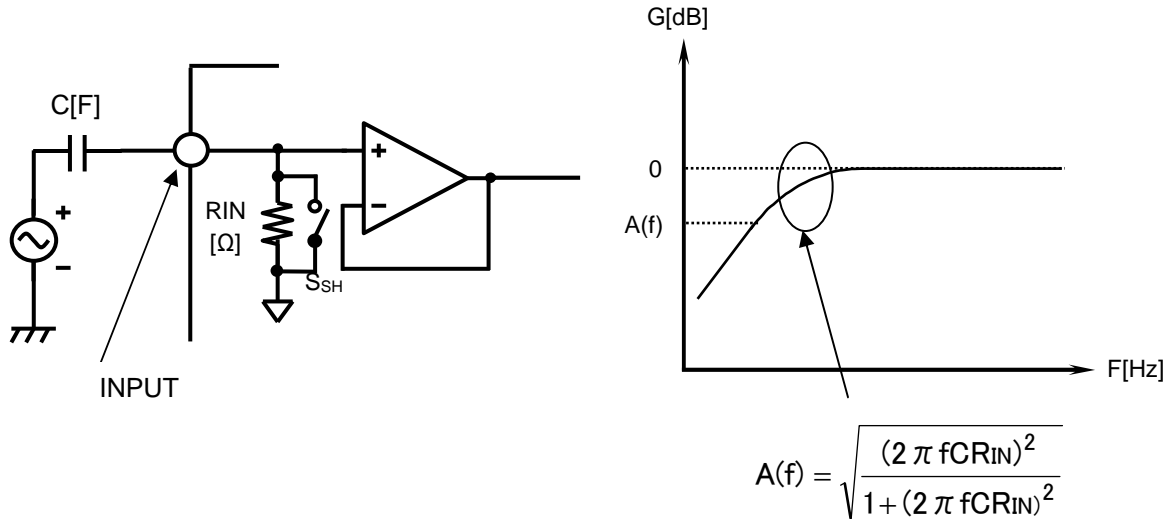 C[F]
+
−
INPUT
RIN
[Ω]
SSH
+
−
G[dB]
0
A(f)
F[Hz]
A(f) = √((2πfCRIN)² / (1+(2πfCRIN)²))